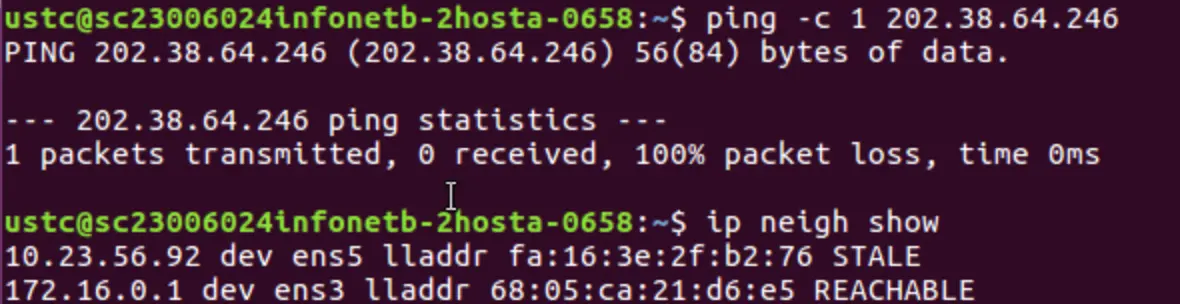 ustc@sc23006024infonetb-2hosta-0658:~$ ping -c 1 202.38.64.246
PING 202.38.64.246 (202.38.64.246) 56(84) bytes of data.
--- 202.38.64.246 ping statistics ---
1 packets transmitted, 0 received, 100% packet loss, time 0ms
ustc@sc23006024infonetb-2hosta-0658:~$ ip neigh show
10.23.56.92 dev ens5 lladdr fa:16:3e:2f:b2:76 STALE
172.16.0.1 dev ens3 lladdr 68:05:ca:21:d6:e5 REACHABLE